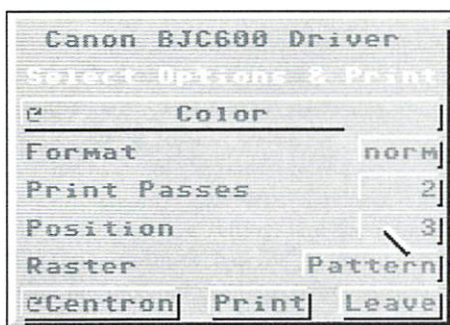 Canon BJC600 Driver
Select Options & Print
Color
Format norm
Print Passes 2
Position 3
Raster Pattern
Centron Print Leave